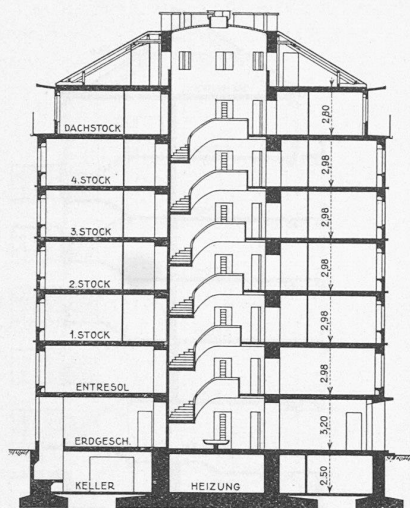 DACHSTOCK
2,80
4.STOCK
2,98
3.STOCK
2,98
2.STOCK
2,98
1.STOCK
2,98
ENTRESOL
2,98
ERDGESCH.
3,20
KELLER
HEIZUNG
2.50